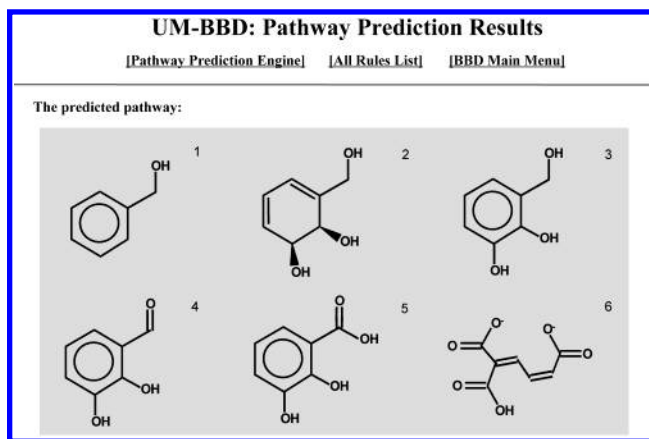 UM-BBD: Pathway Prediction Results
[Pathway Prediction Engine] [All Rules List] [BBD Main Menu]
The predicted pathway:
1 2 3
OH OH OH
OH OH
OH OH
4 5 6
O O O- O-
OH O O
OH OH O
OH OH OH